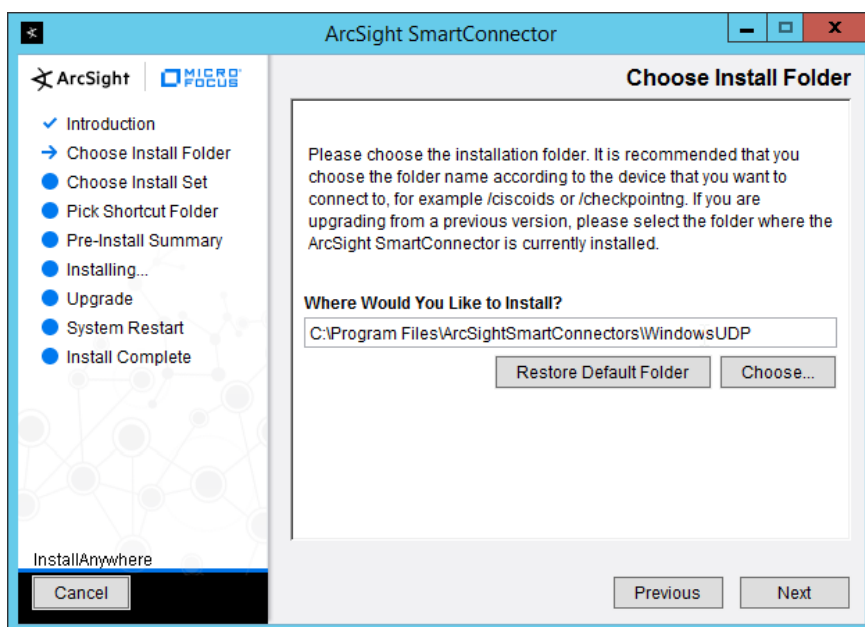 ArcSight SmartConnector
ArcSight
MICRO
FOCUS
Choose Install Folder
Introduction
Choose Install Folder
Choose Install Set
Pick Shortcut Folder
Pre-Install Summary
Installing...
Upgrade
System Restart
Install Complete
Please choose the installation folder. It is recommended that you
choose the folder name according to the device that you want to
connect to, for example /ciscoids or /checkpointng. If you are
upgrading from a previous version, please select the folder where the
ArcSight SmartConnector is currently installed.
Where Would You Like to Install?
C:\Program Files\ArcSightSmartConnectors\WindowsUDP
Restore Default Folder
Choose...
InstallAnywhere
Cancel
Previous
Next